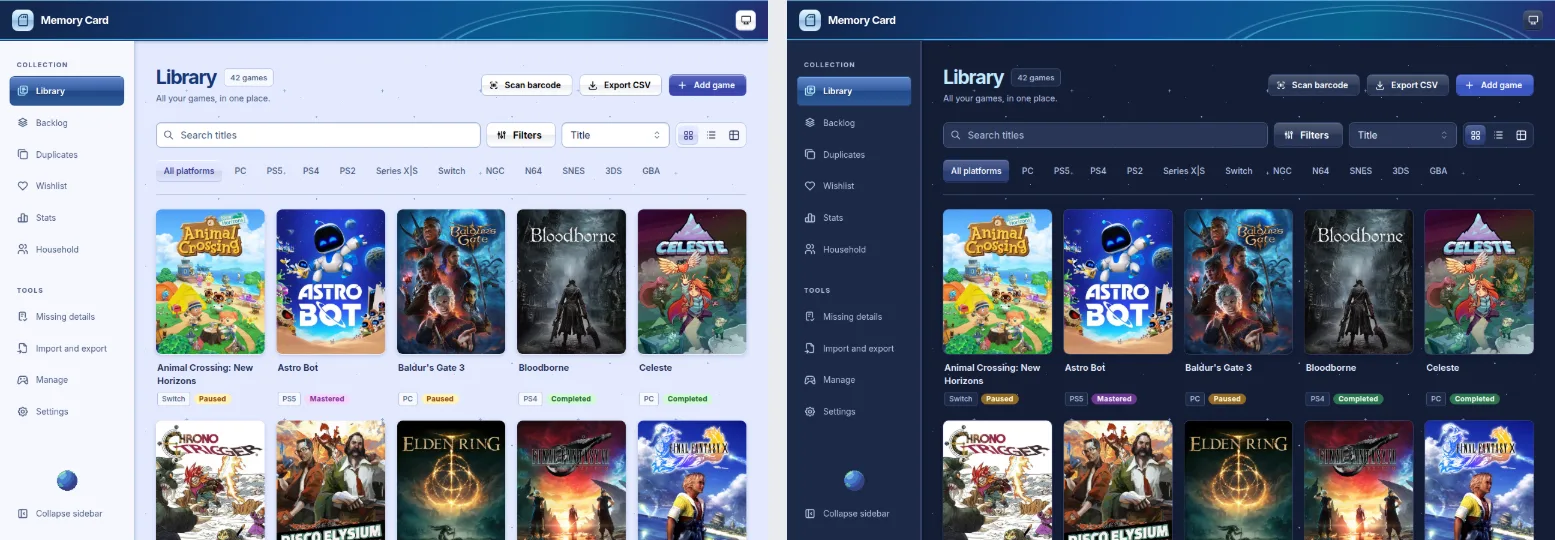 Memory Card
COLLECTION
Library
Backlog
Duplicates
Wishlist
Stats
Household
TOOLS
Missing details
Import and export
Manage
Settings
Collapse sidebar
Library 42 games
All your games, in one place.
Scan barcode Export CSV Add game
Search titles Filters Title
All platforms PC PS5 PS4 PS2 Series X|S Switch NGC N64 SNES 3DS GBA
Animal Crossing
ASTRO BOT
Baldur's Gate
Bloodborne
CELESTE
Animal Crossing: New Horizons
Switch Paused
Astro Bot
PS5 Mastered
Baldur's Gate 3
PC Paused
Bloodborne
PS4 Completed
Celeste
PC Completed
CHRONO TRIGGER
DISCO ELYSIUM
ELDEN RING
FINAL FANTASY X
Memory Card
COLLECTION
Library
Backlog
Duplicates
Wishlist
Stats
Household
TOOLS
Missing details
Import and export
Manage
Settings
Collapse sidebar
Library 42 games
All your games, in one place.
Scan barcode Export CSV Add game
Search titles Filters Title
All platforms PC PS5 PS4 PS2 Series X|S Switch NGC N64 SNES 3DS GBA
Animal Crossing
ASTRO BOT
Baldur's Gate
Bloodborne
CELESTE
Animal Crossing: New Horizons
Switch Paused
Astro Bot
PS5 Mastered
Baldur's Gate 3
PC Paused
Bloodborne
PS4 Completed
Celeste
PC Completed
CHRONO TRIGGER
DISCO ELYSIUM
ELDEN RING
FINAL FANTASY X